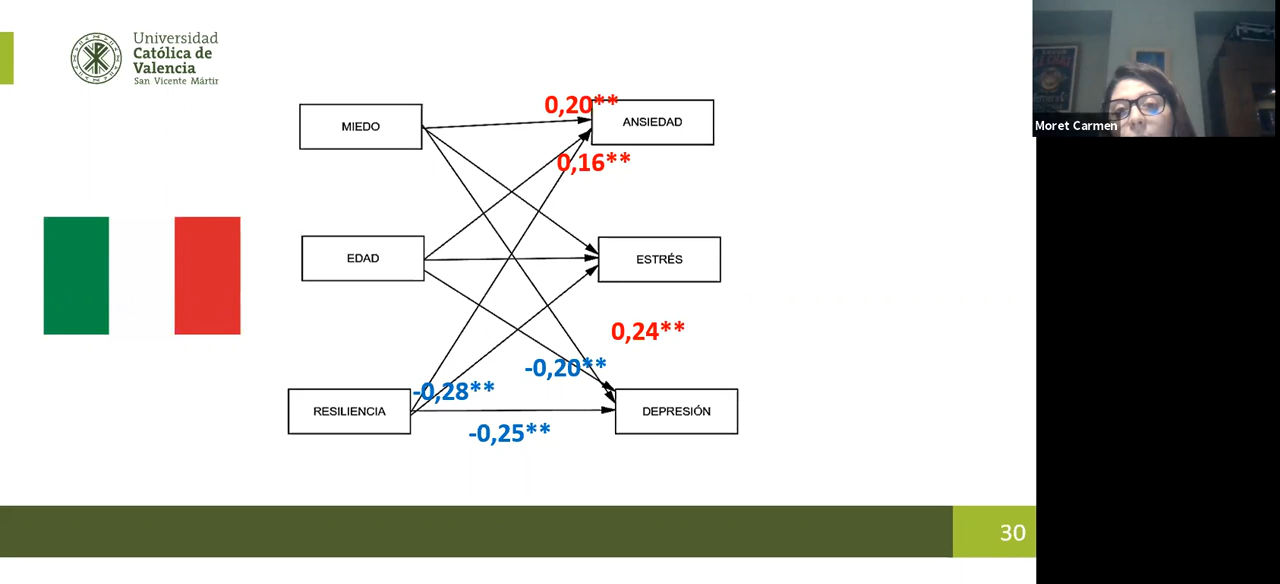 Universidad
Católica de
Valencia
San Vicente Mártir
MIEDO
0,20**
ANSIEDAD
0,16**
EDAD
ESTRÉS
0,24**
-0,20**
-0,28**
RESILIENCIA
DEPRESIÓN
-0,25**
30
Moret Carmen